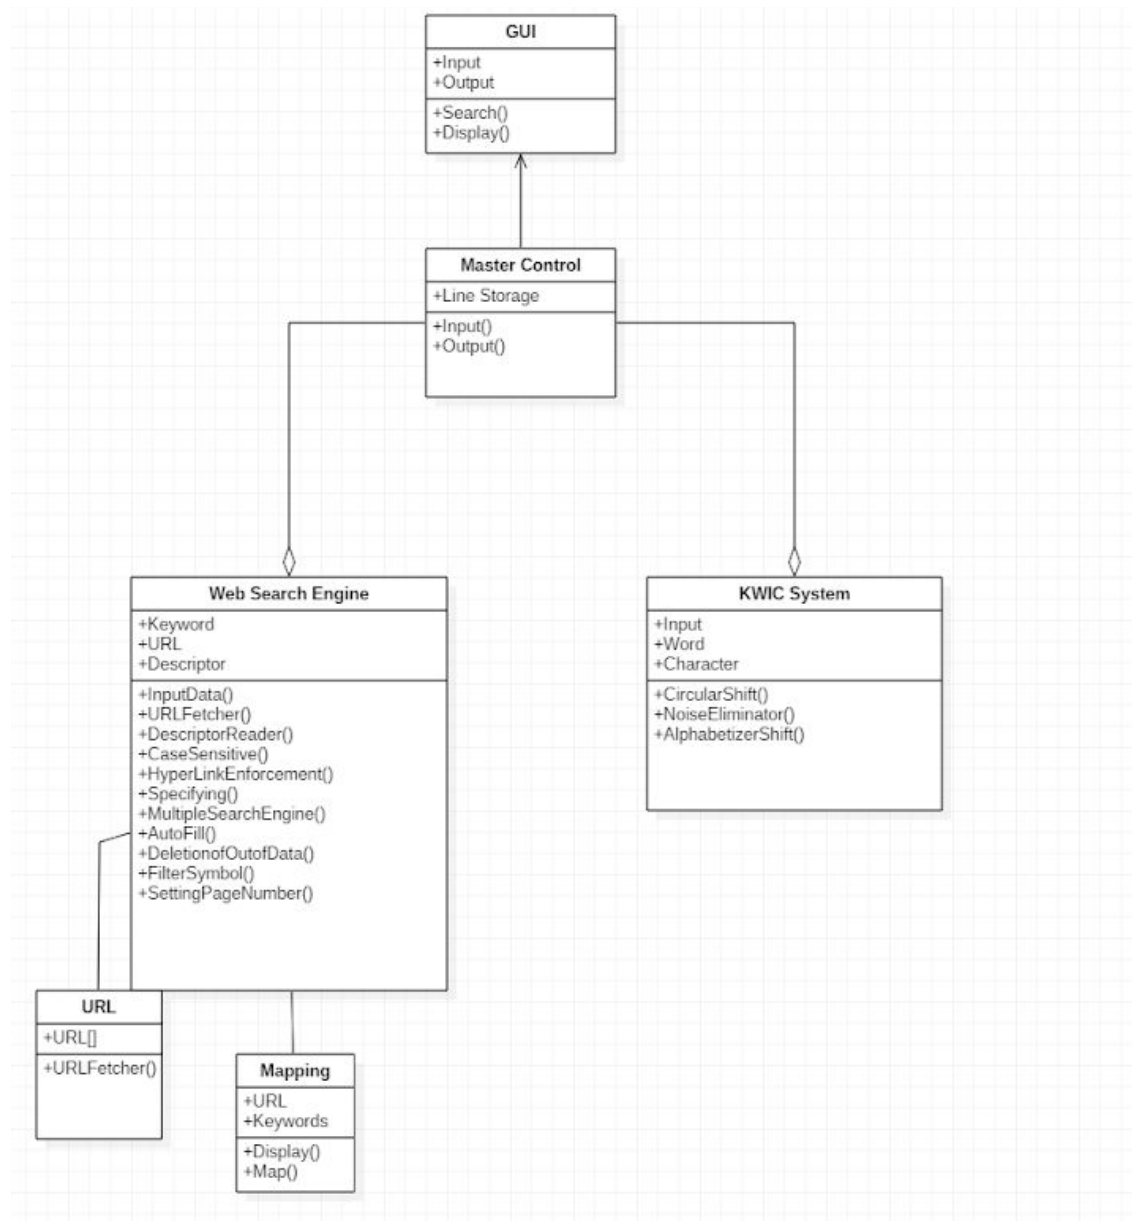 GUI
+Input
+Output
+Search()
+Display()
Master Control
+Line Storage
+Input()
+Output()
Web Search Engine
+Keyword
+URL
+Descriptor
+InputData()
+URLFetcher()
+DescriptorReader()
+CaseSensitive()
+HyperLinkEnforcement()
+Specifying()
+MultipleSearchEngine()
+AutoFill()
+DeletionofOutofData()
+FilterSymbol()
+SettingPageNumber()
KWIC System
+Input
+Word
+Character
+CircularShift()
+NoiseEliminator()
+AlphabetizerShift()
URL
+URL[]
+URLFetcher()
Mapping
+URL
+Keywords
+Display()
+Map()